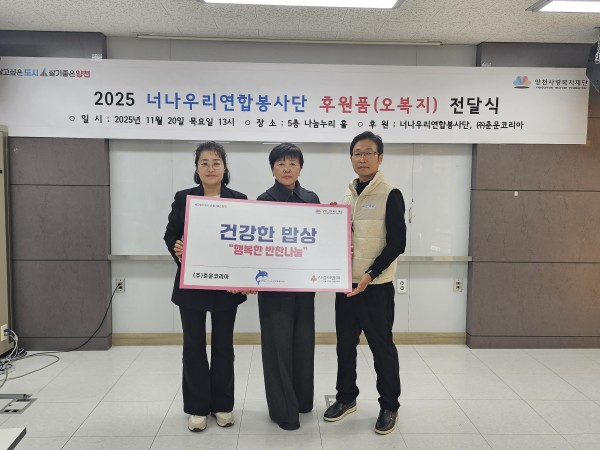 살고싶은 도시 살기좋은 양천
양천사랑복지재단
2025 너나우리연합봉사단 후원품(오복지) 전달식
○ 일 시 : 2025년 11월 20일 목요일 13시 ○ 장 소 : 5층 나눔누리 홀 ○ 후 원 : 너나우리연합봉사단, ㈜춘운코리아
건강한 밥상
"행복한 반찬나눔"
(주)춘운코리아